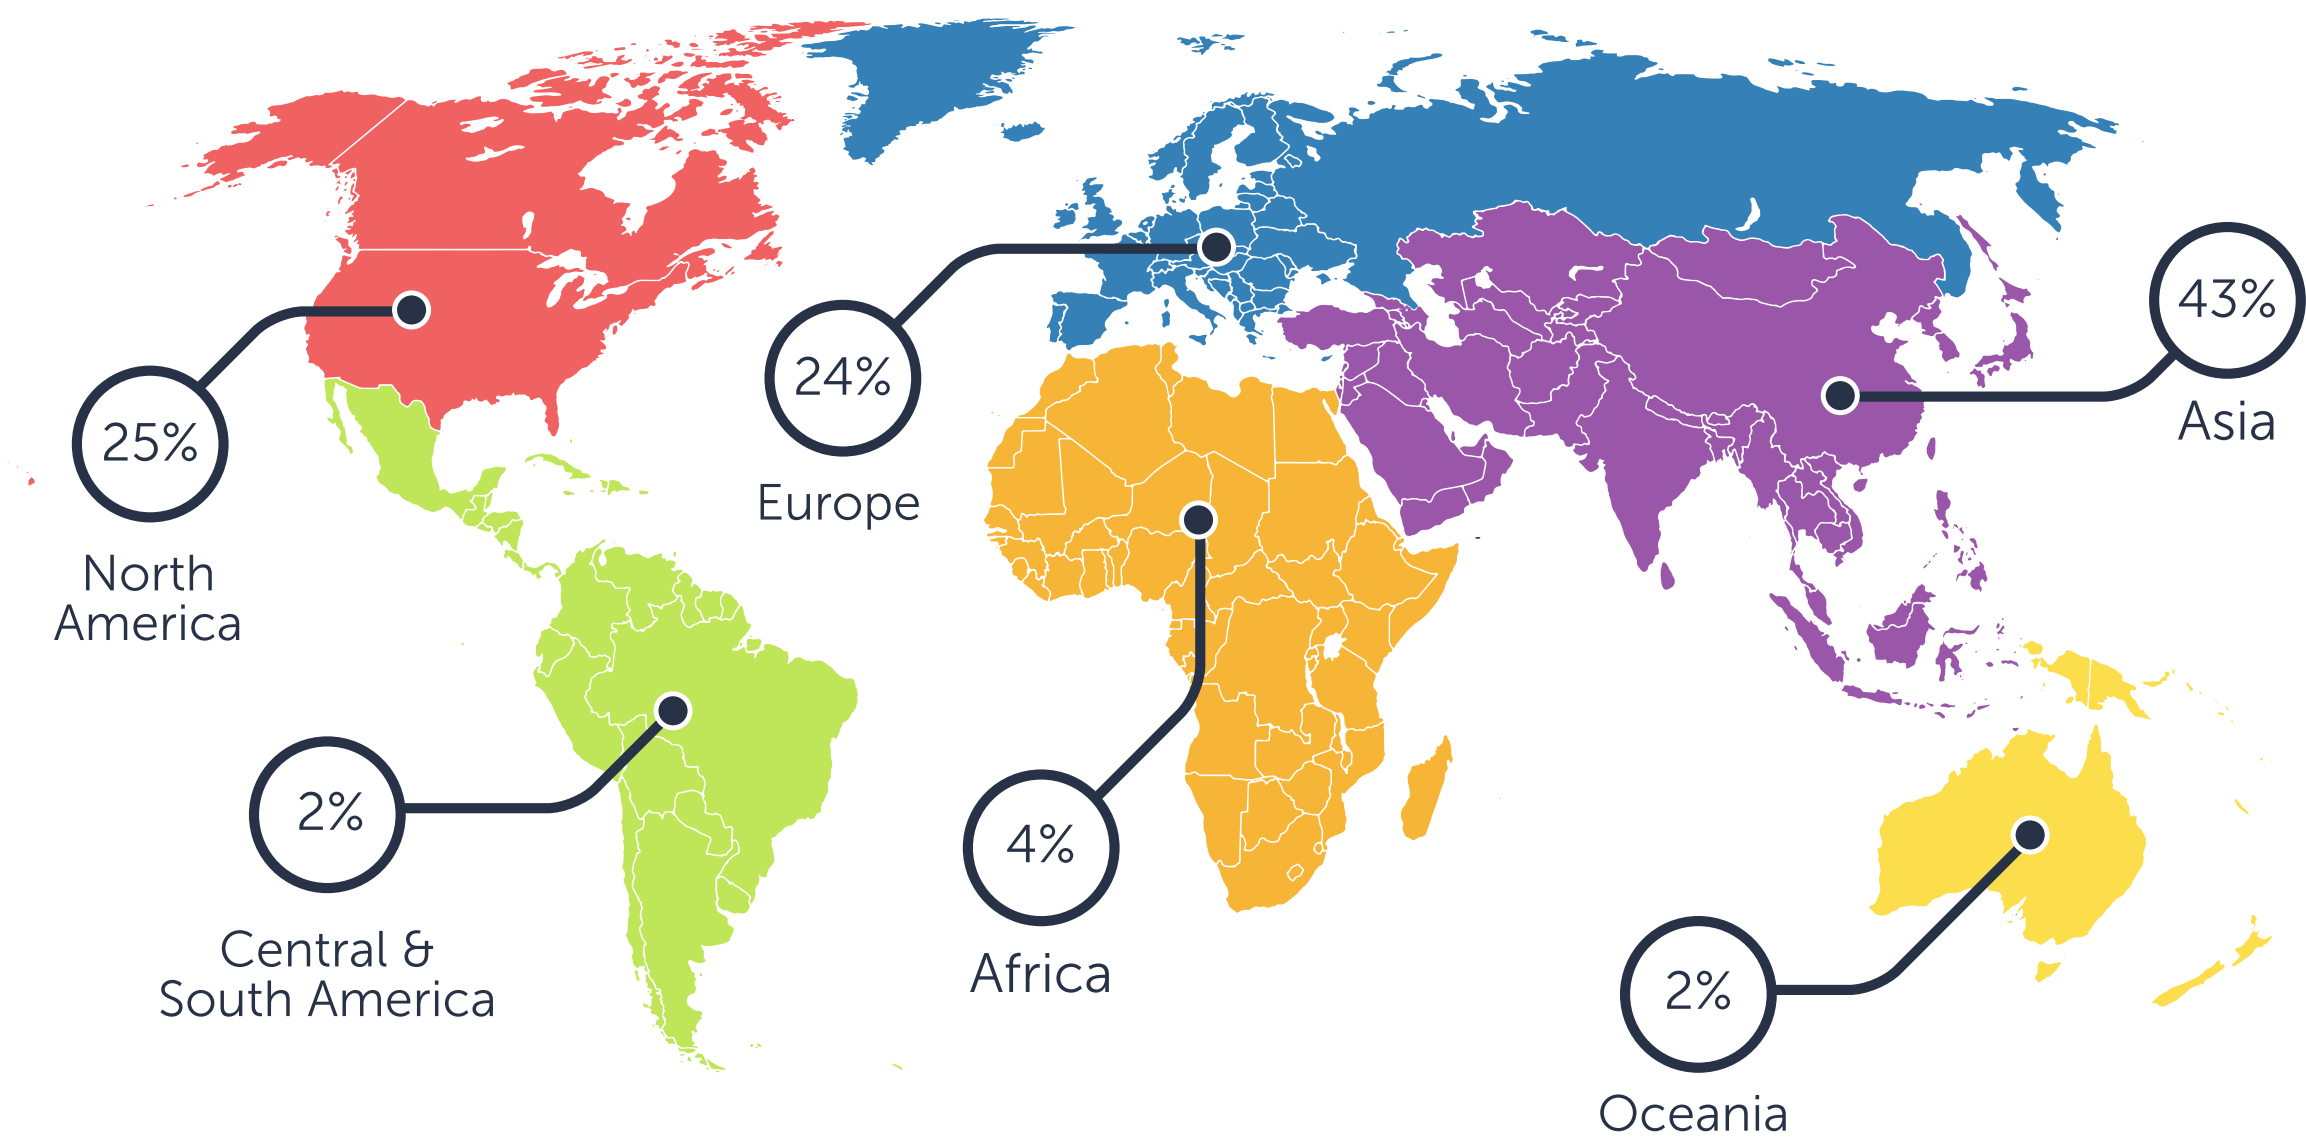 25%
North
America
24%
Europe
43%
Asia
2%
Central &
South America
4%
Africa
2%
Oceania